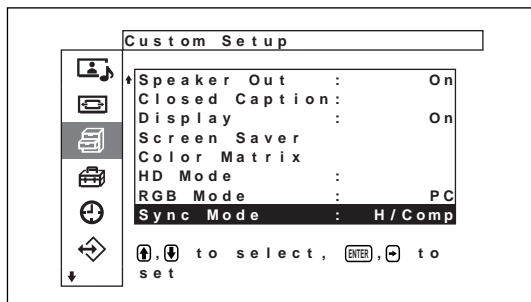 Custom Setup
Speaker Out : On
Closed Caption:
Display : On
Screen Saver
Color Matrix
HD Mode :
RGB Mode : PC
Sync Mode : H/Comp
, to select, ENTER , to
set